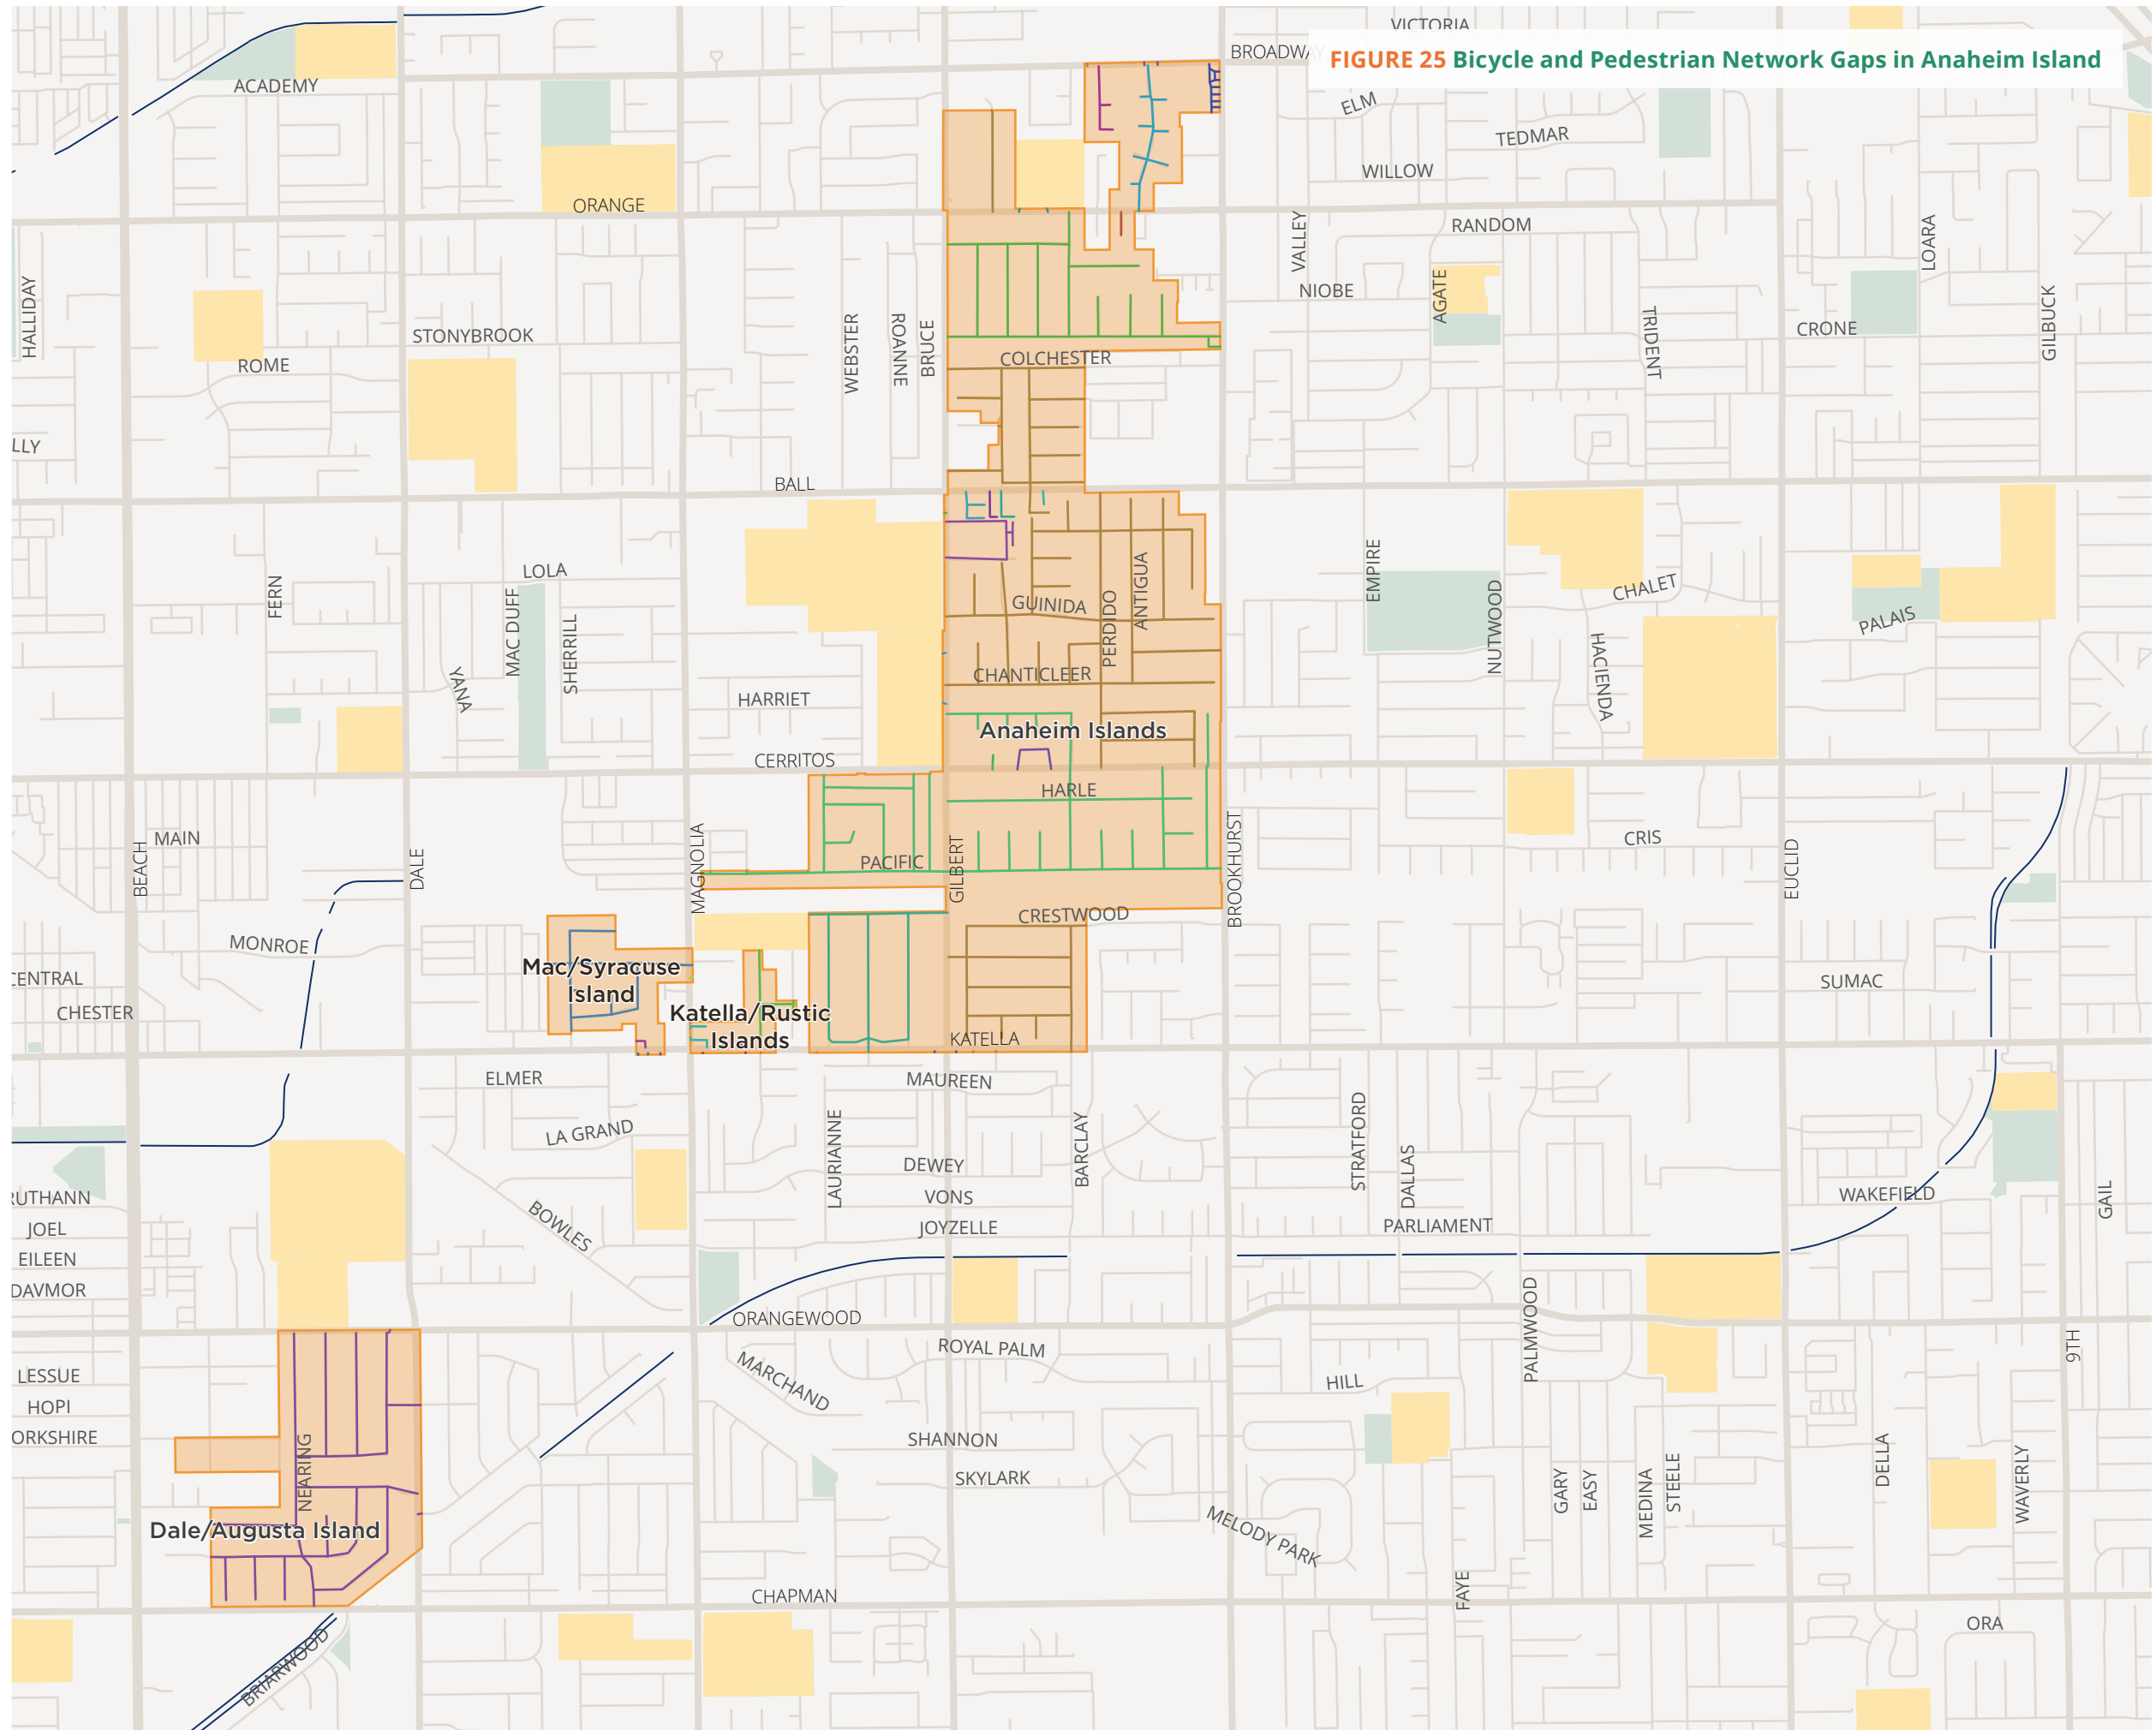 VICTORIA
BROADWAY
FIGURE 25 Bicycle and Pedestrian Network Gaps in Anaheim Island
ACADEMY
ELM
TEDMAR
WILLOW
ORANGE
RANDOM
VALLEY
LOARA
HALLIDAY
NIOBE
AGATE
GILBUCK
STONYBROOK
WEBSTER
ROANNE
BRUCE
TRIDENT
CRONE
ROME
COLCHESTER
LLY
BALL
LOLA
FERN
MAC DUFF
SHERRILL
GUINIDA
PERDIDO
ANTIGUA
EMPIRE
NUTWOOD
CHALET
PALAIS
YANA
HACIENDA
CHANTICLEER
HARRIET
Anaheim Islands
CERRITOS
HARLE
MAIN
BEACH
DALE
MAGNOLIA
PACIFIC
GILBERT
BROOKHURST
CRIS
EUCLID
CRESTWOOD
MONROE
Mac/Syracuse
Island
CENTRAL
SUMAC
CHESTER
Katella/Rustic
Islands
KATELLA
ELMER
MAUREEN
LA GRAND
LAURIANNE
BARCLAY
STRATFORD
DALLAS
DEWEY
RUTHANN
VONS
WAKEFIELD
GAIL
JOEL
BOWLES
JOYZELLE
PARLIAMENT
EILEEN
DAVMOR
ORANGEWOOD
PALMWOOD
ROYAL PALM
9TH
LESSUE
MARCHAND
HILL
HOPI
ORKSHIRE
NEARING
SHANNON
SKYLARK
GARY
EASY
MEDINA
STEELE
DELLA
WAVERLY
Dale/Augusta Island
MELODY PARK
CHAPMAN
FAYE
ORA
BRIARWOOD